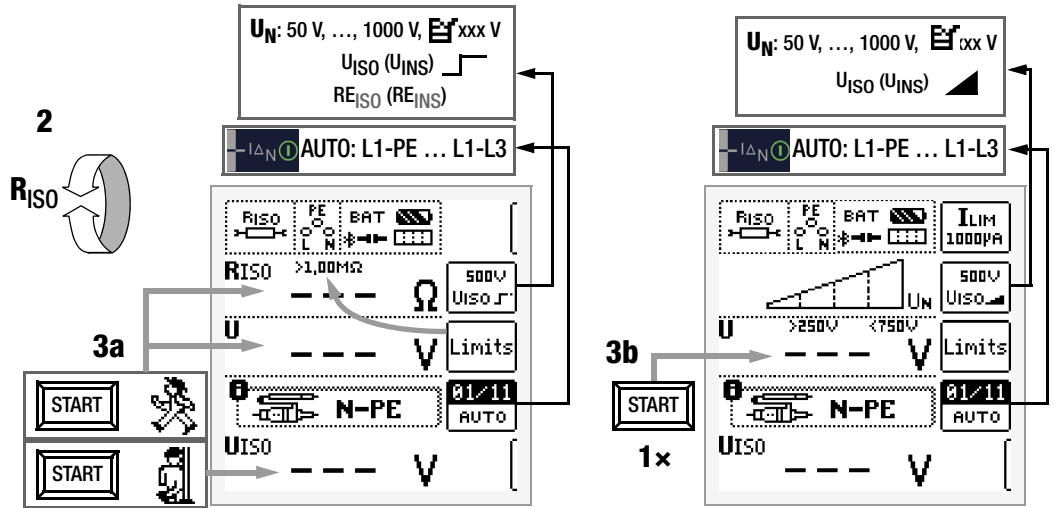 U_N: 50 V, …, 1000 V, xxx V
U_ISO (U_INS)
RE_ISO (RE_INS)
I△N AUTO: L1-PE … L1-L3
2
R_ISO
RISO
PE
L N
BAT
RISO >1,00MΩ
– – – Ω
500V
UISO
U
– – – V
Limits
N-PE
01/11
AUTO
UISO
– – – V
3a
START
START
U_N: 50 V, …, 1000 V, xx V
U_ISO (U_INS)
I△N AUTO: L1-PE … L1-L3
RISO
PE
L N
BAT
ILIM
1000µA
UN
500V
UISO
U >250V <750V
– – – V
Limits
N-PE
01/11
AUTO
UISO
– – – V
3b
START
1×